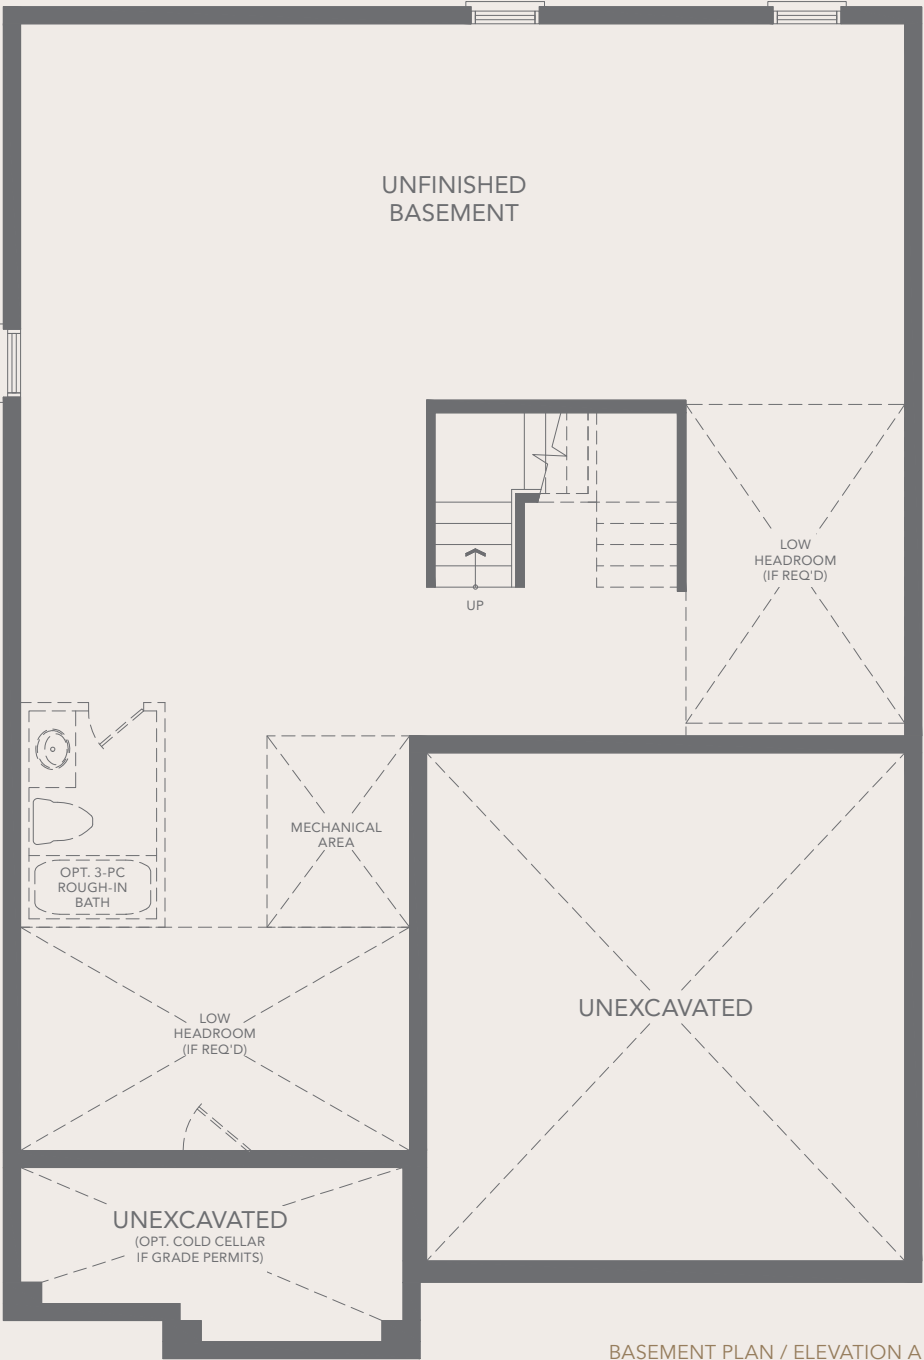 UNFINISHED
BASEMENT
LOW
HEADROOM
(IF REQ'D)
UP
MECHANICAL
AREA
OPT. 3-PC
ROUGH-IN
BATH
UNEXCAVATED
LOW
HEADROOM
(IF REQ'D)
UNEXCAVATED
(OPT. COLD CELLAR
IF GRADE PERMITS)
BASEMENT PLAN / ELEVATION A